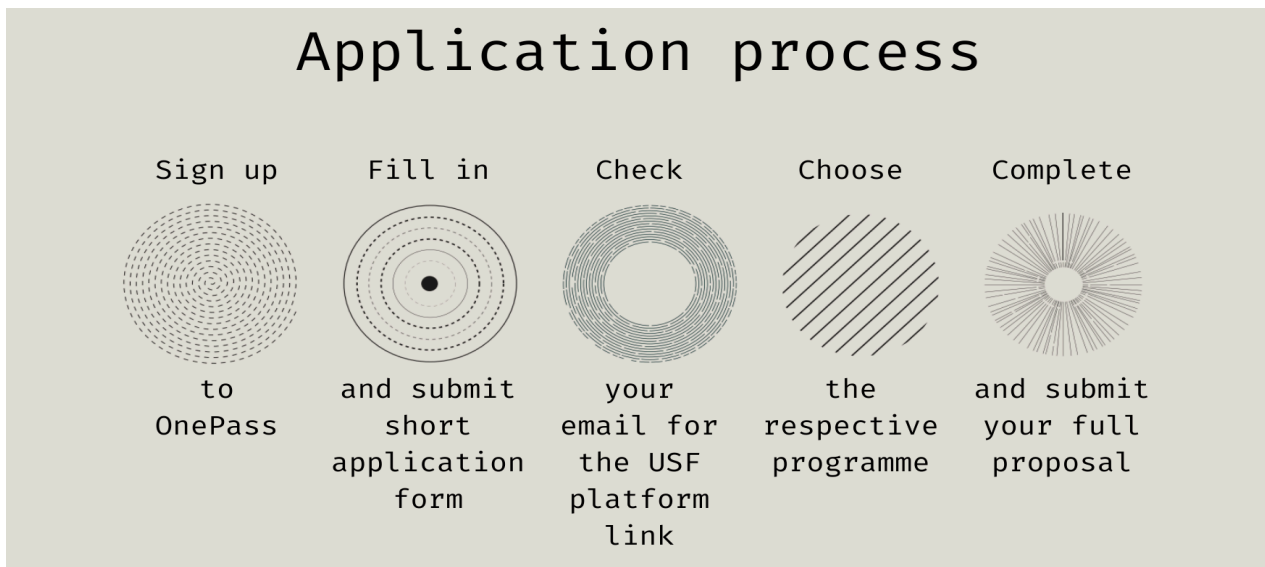 Application process
Sign up
to
OnePass
Fill in
and submit
short
application
form
Check
your
email for
the USF
platform
link
Choose
the
respective
programme
Complete
and submit
your full
proposal